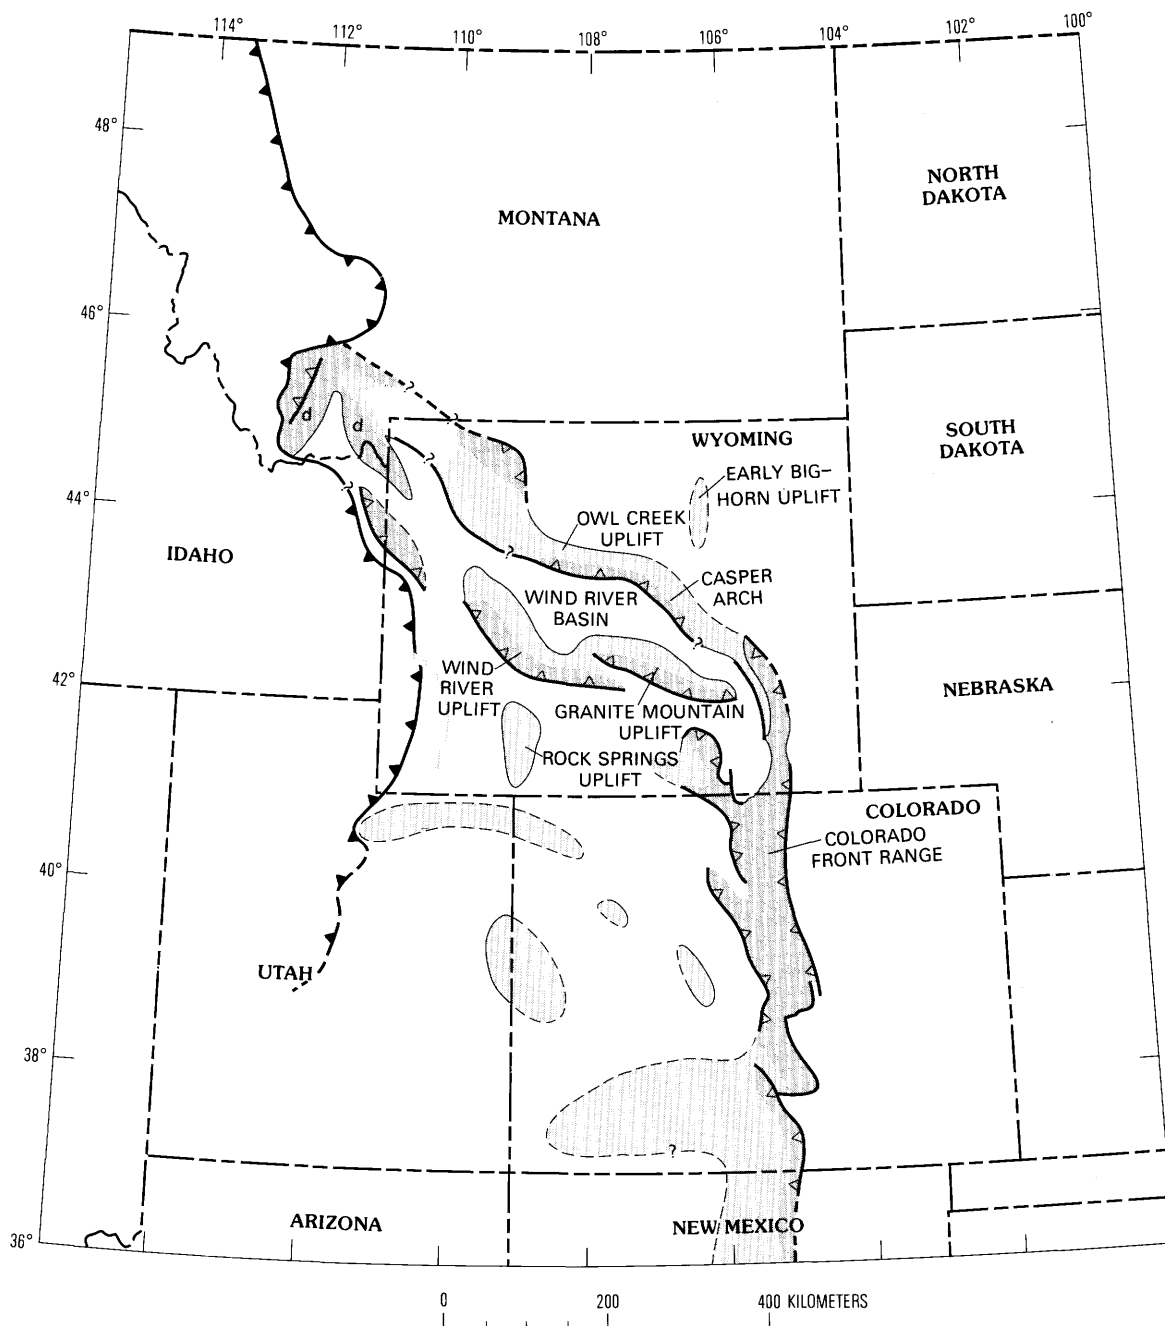 114°
112°
110°
108°
106°
104°
102°
100°
48°
NORTH
DAKOTA
MONTANA
46°
?
d
d
?
WYOMING
SOUTH
DAKOTA
?
EARLY BIG–
HORN UPLIFT
?
44°
OWL CREEK
UPLIFT
IDAHO
?
CASPER
ARCH
WIND RIVER
BASIN
?
42°
WIND
RIVER
UPLIFT
GRANITE MOUNTAIN
UPLIFT
NEBRASKA
ROCK SPRINGS
UPLIFT
COLORADO
COLORADO
FRONT RANGE
40°
UTAH
38°
?
36°
ARIZONA
NEW MEXICO
0
200
400 KILOMETERS